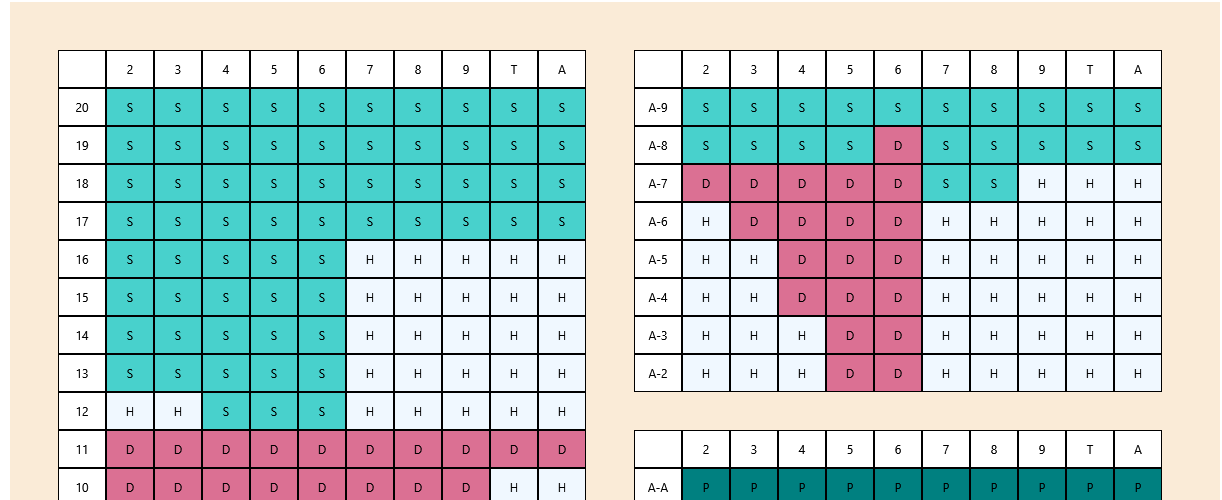 2 3 4 5 6 7 8 9 T A
20 S S S S S S S S S S
19 S S S S S S S S S S
18 S S S S S S S S S S
17 S S S S S S S S S S
16 S S S S S H H H H H
15 S S S S S H H H H H
14 S S S S S H H H H H
13 S S S S S H H H H H
12 H H S S S H H H H H
11 D D D D D D D D D D
10 D D D D D D D D H H
2 3 4 5 6 7 8 9 T A
A-9 S S S S S S S S S S
A-8 S S S S D S S S S S
A-7 D D D D D S S H H H
A-6 H D D D D H H H H H
A-5 H H D D D H H H H H
A-4 H H D D D H H H H H
A-3 H H H D D H H H H H
A-2 H H H D D H H H H H
2 3 4 5 6 7 8 9 T A
A-A P P P P P P P P P P